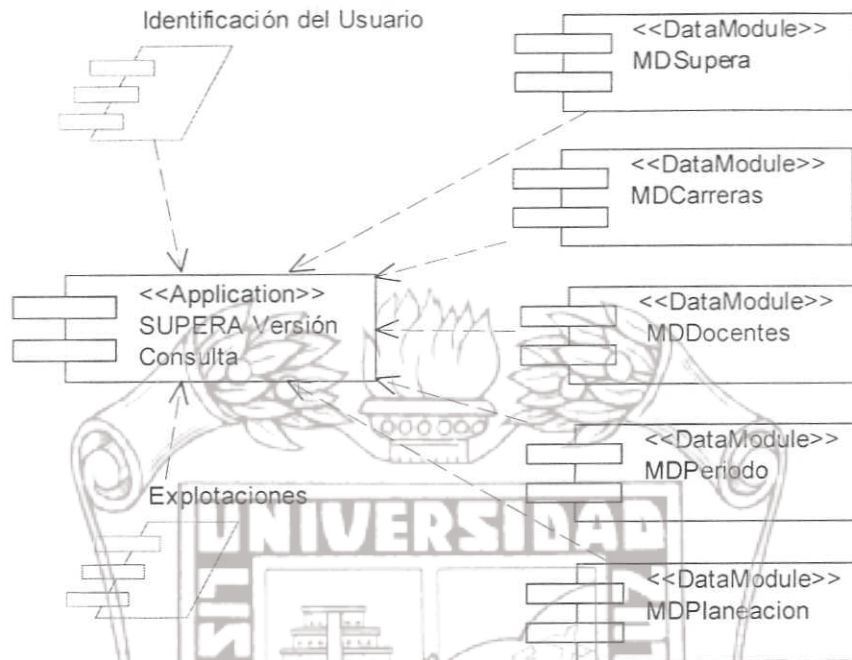 Identificación del Usuario
<<DataModule>>
MDSupera
<<DataModule>>
MDCarreras
<<Application>>
SUPERA Versión
Consulta
<<DataModule>>
MDDocentes
<<DataModule>>
MDPeriodo
Explotaciones
UNIVERSIDAD
<<DataModule>>
MDPlaneacion